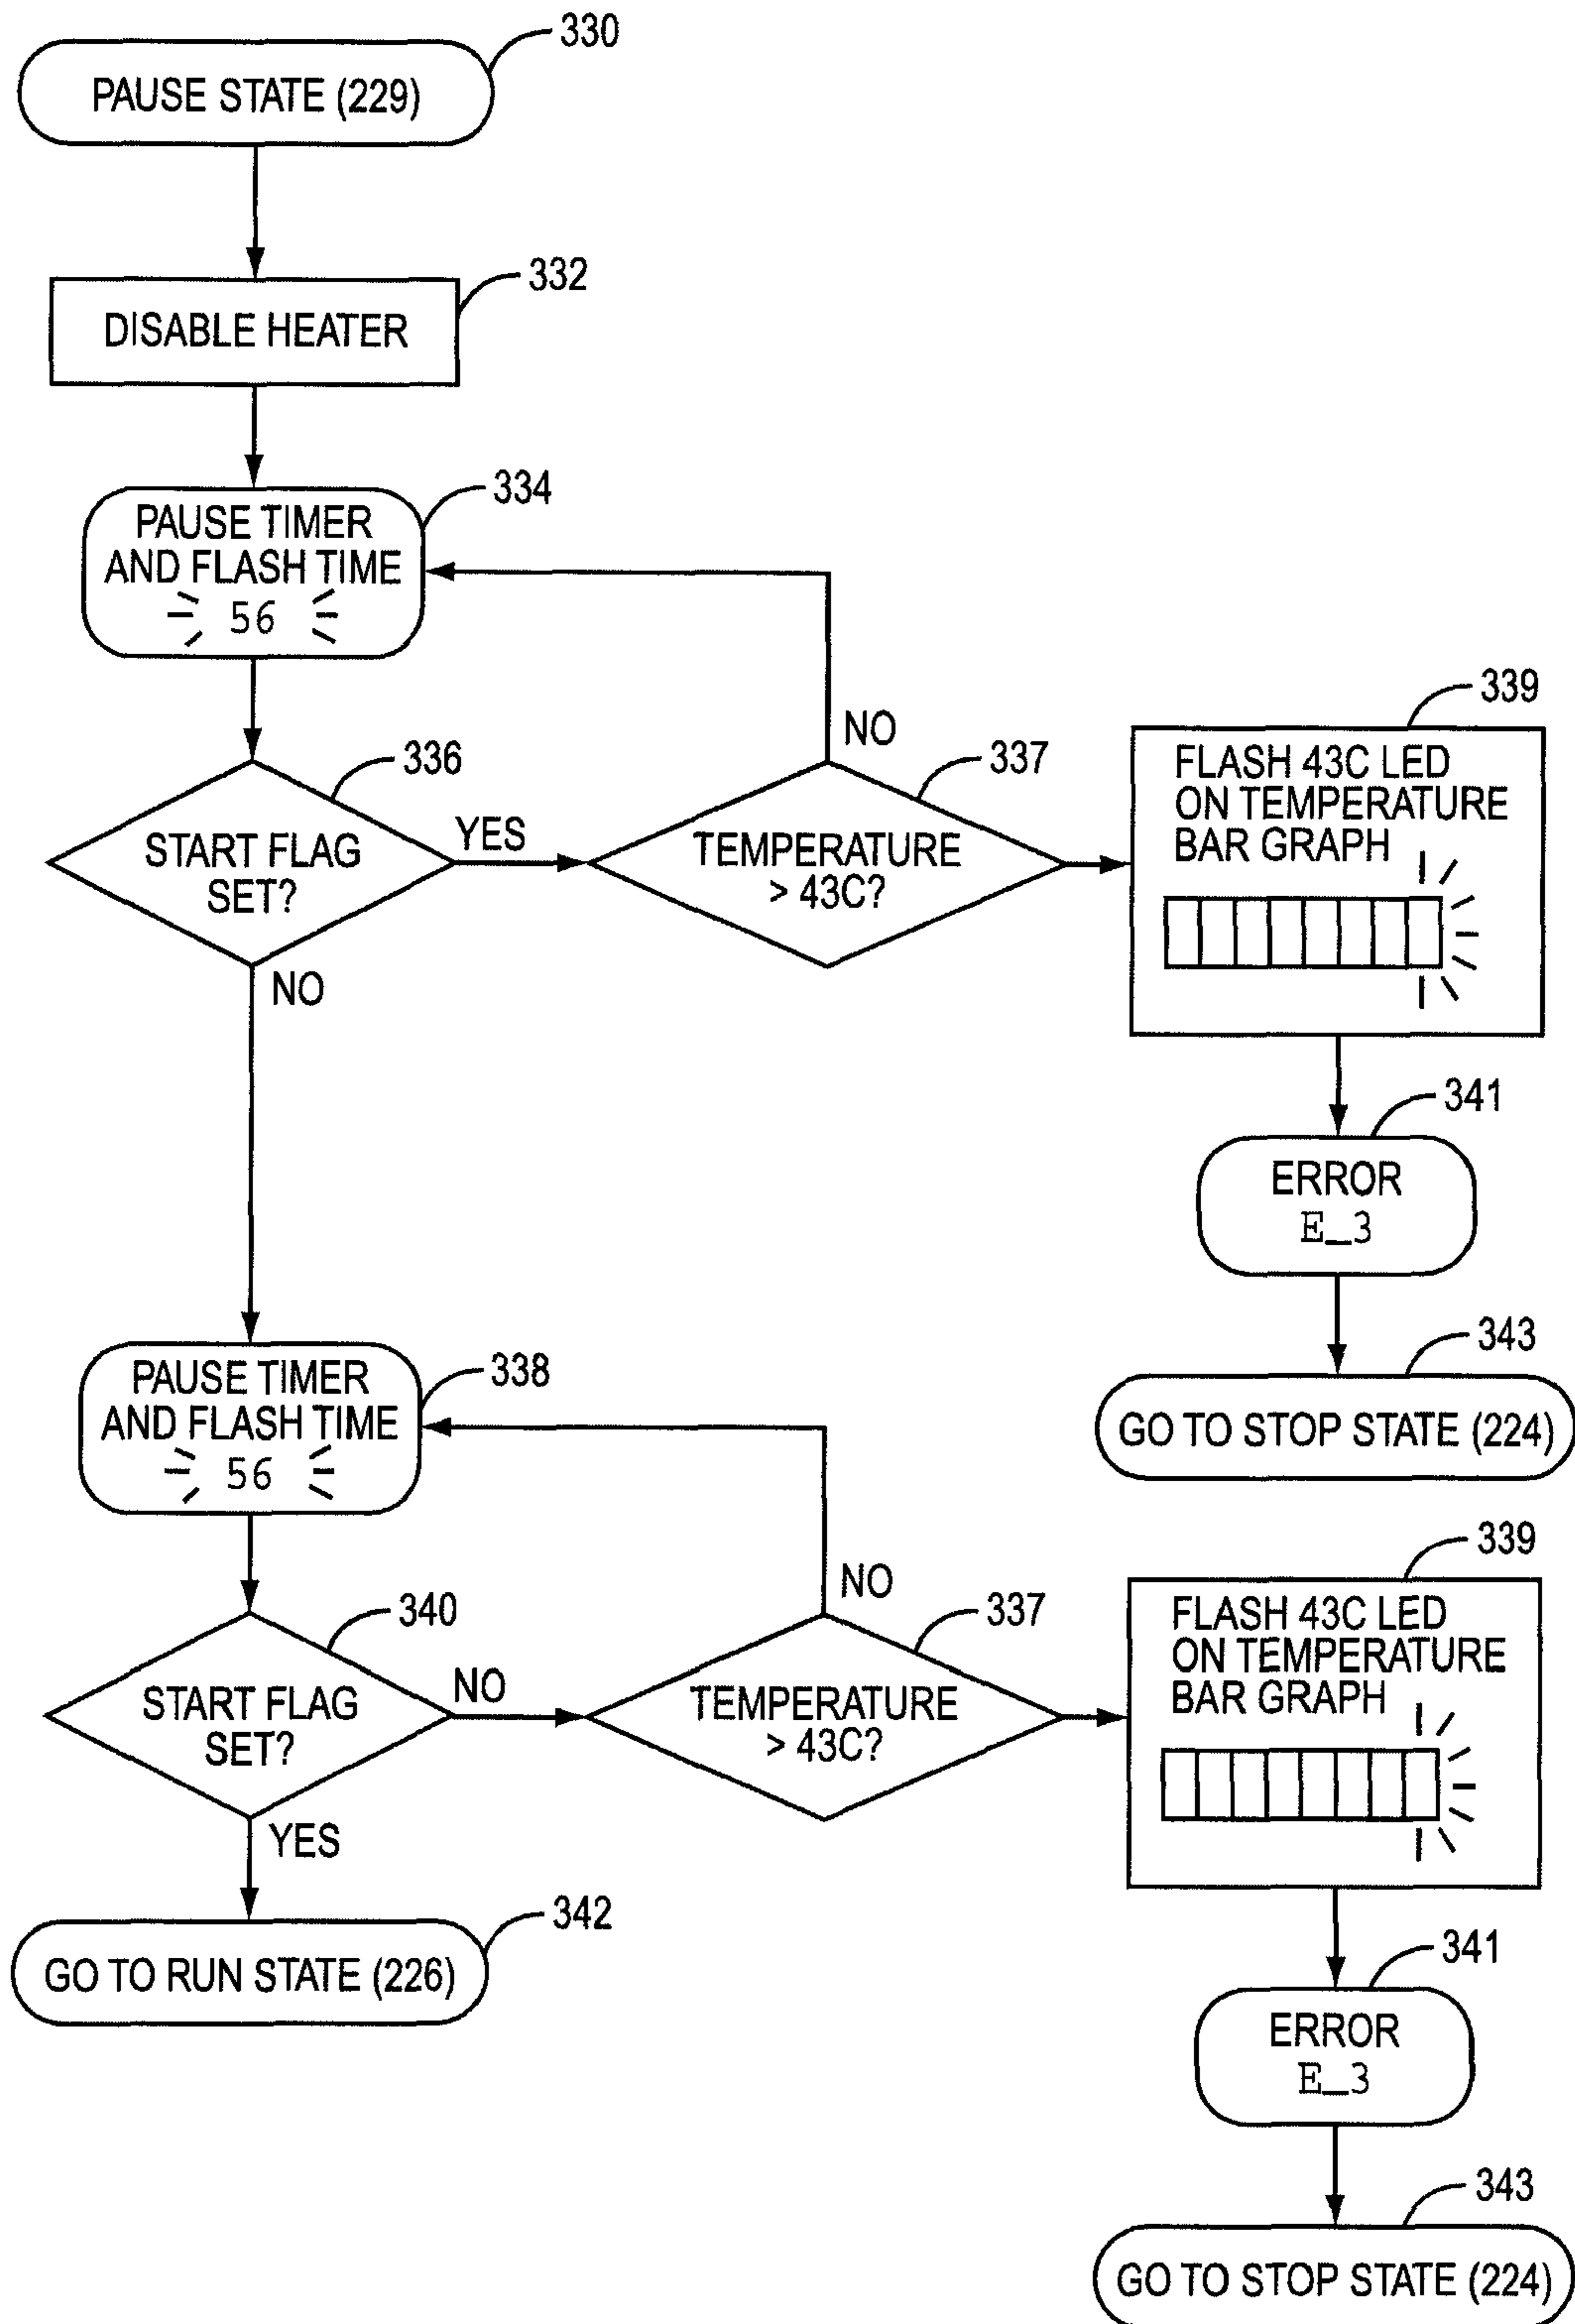 330
PAUSE STATE (229)
332
DISABLE HEATER
334
PAUSE TIMER
AND FLASH TIME
56
336
START FLAG
SET?
YES
NO
337
TEMPERATURE
> 43C?
NO
339
FLASH 43C LED
ON TEMPERATURE
BAR GRAPH
341
ERROR
E_3
343
GO TO STOP STATE (224)
338
PAUSE TIMER
AND FLASH TIME
56
340
START FLAG
SET?
NO
YES
337
TEMPERATURE
> 43C?
NO
339
FLASH 43C LED
ON TEMPERATURE
BAR GRAPH
342
GO TO RUN STATE (226)
341
ERROR
E_3
343
GO TO STOP STATE (224)